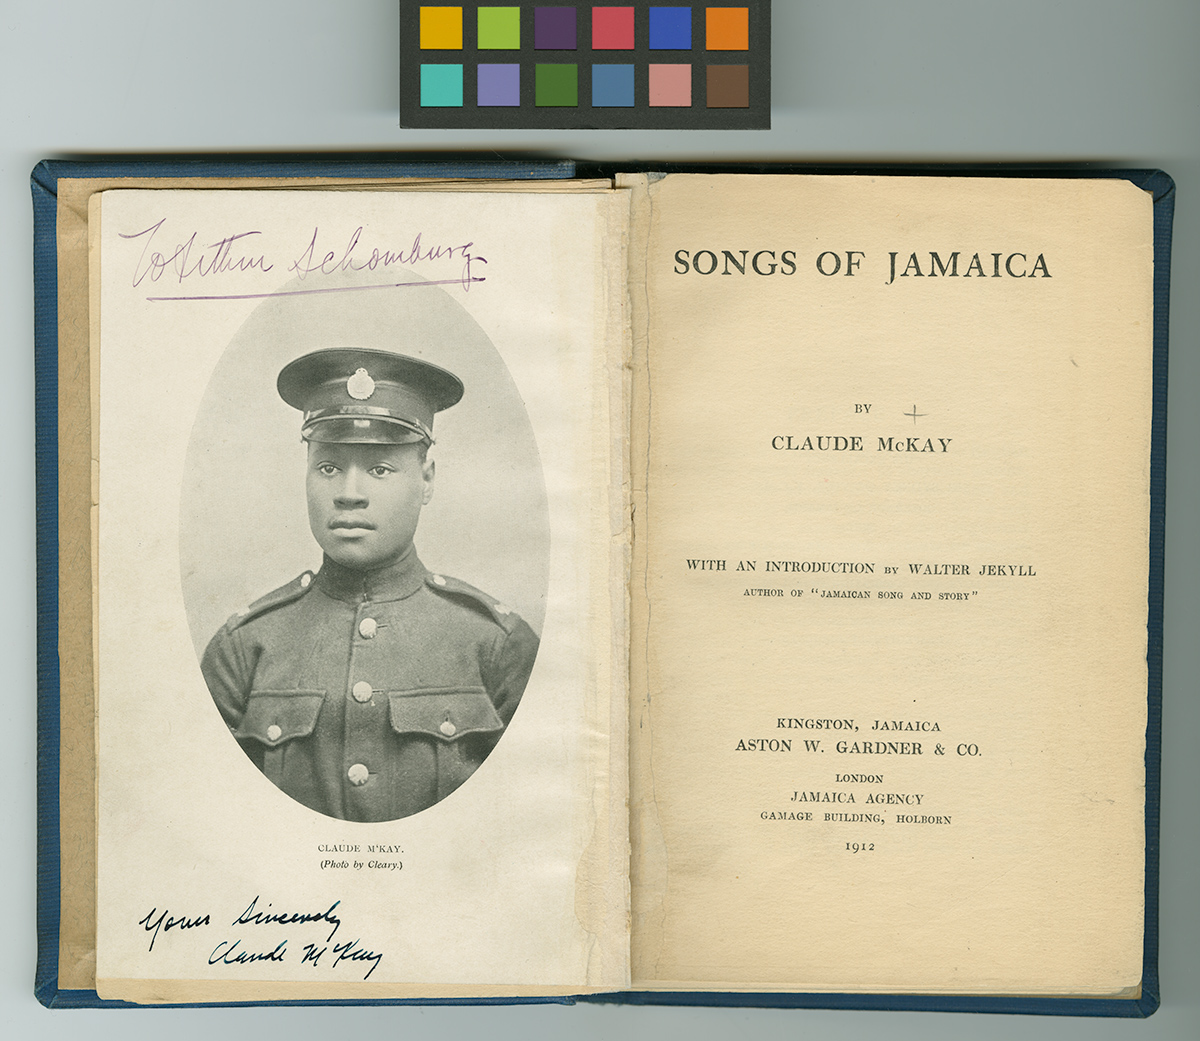 To Arthur Schomburg
CLAUDE M'KAY.
(Photo by Cleary.)
Yours Sincerely
Claude McKay
SONGS OF JAMAICA
BY
CLAUDE McKAY
WITH AN INTRODUCTION BY WALTER JEKYLL
AUTHOR OF "JAMAICAN SONG AND STORY"
KINGSTON, JAMAICA
ASTON W. GARDNER & CO.
LONDON
JAMAICA AGENCY
GAMAGE BUILDING, HOLBORN
1912